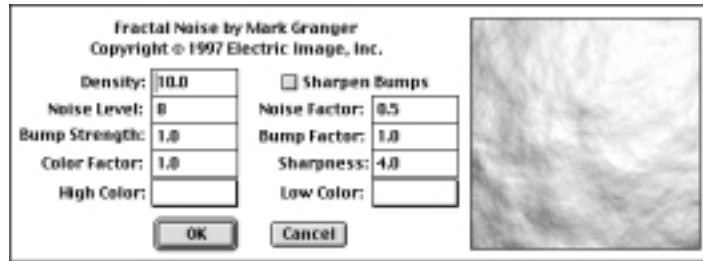 Fractal Noise by Mark Granger
Copyright © 1997 Electric Image, Inc.
Density: 10.0 Sharpen Bumps
Noise Level: 8 Noise Factor: 0.5
Bump Strength: 1.0 Bump Factor: 1.0
Color Factor: 1.0 Sharpness: 4.0
High Color: Low Color:
OK Cancel